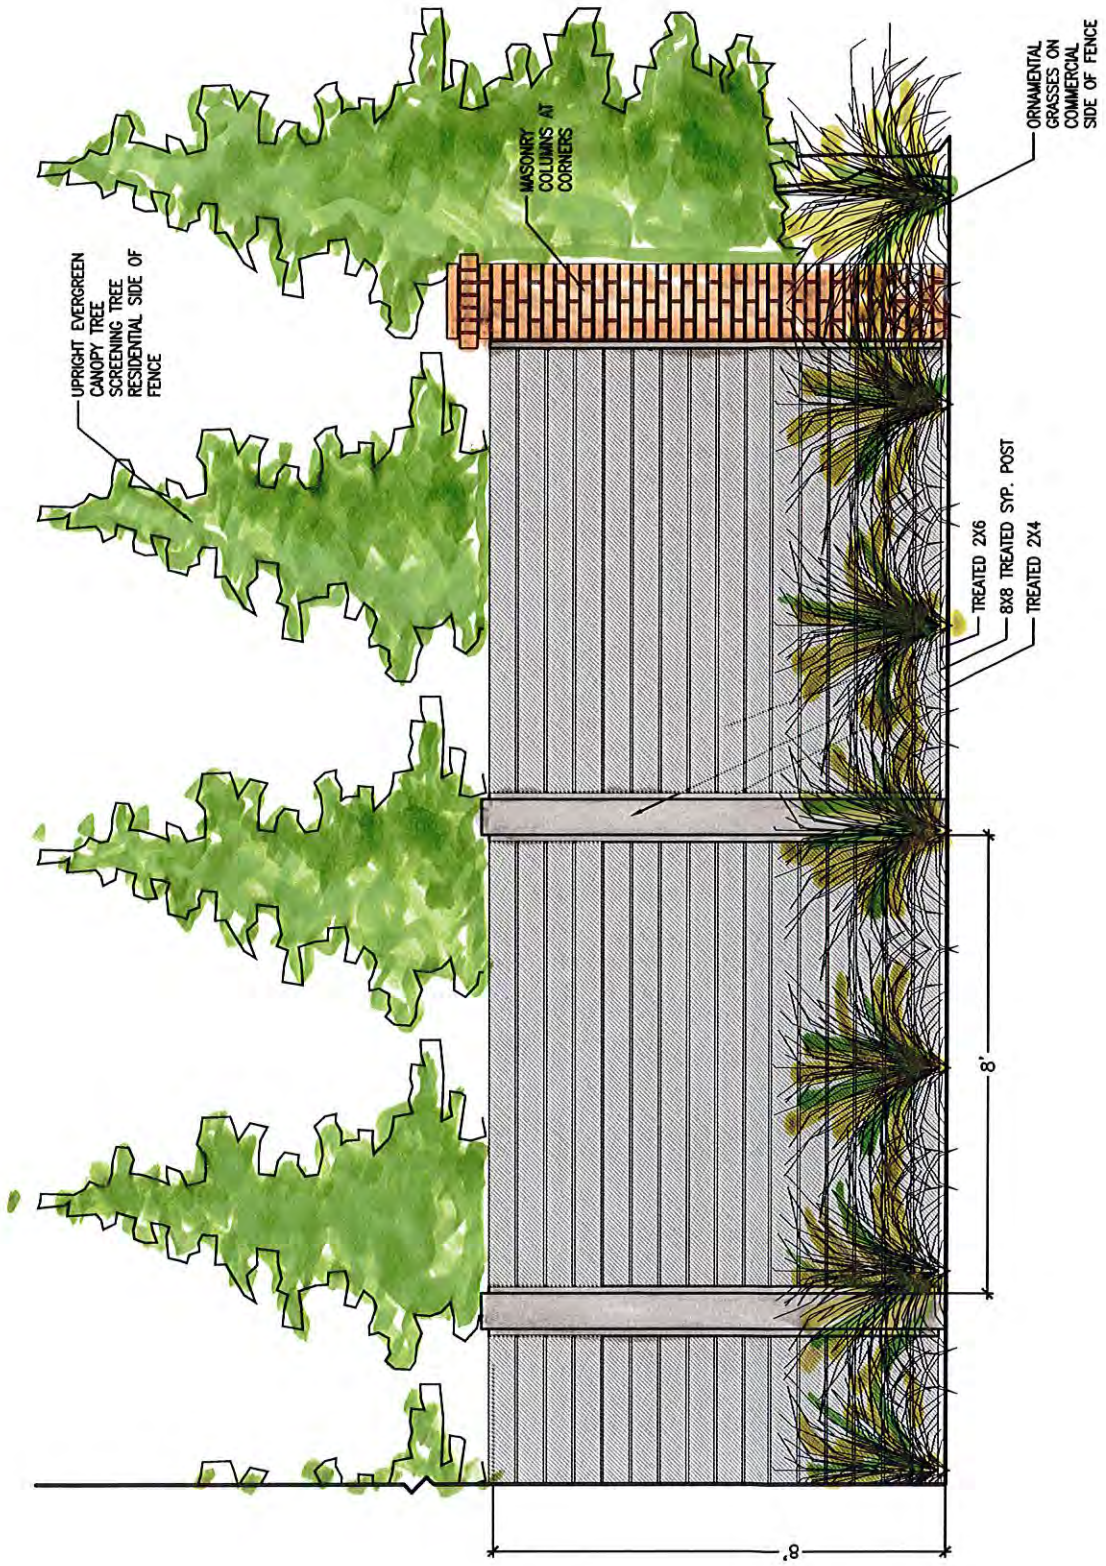 UPRIGHT EVERGREEN
CANOPY TREE
SCREENING TREE
RESIDENTIAL SIDE OF
FENCE
MASONRY
COLUMNS AT
CORNERS
8'
8'
TREATED 2X6
8X8 TREATED SYP. POST
TREATED 2X4
ORNAMENTAL
GRASSES ON
COMMERCIAL
SIDE OF FENCE